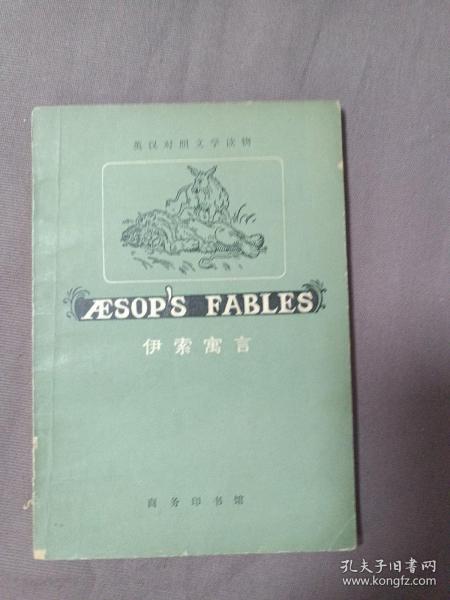 英汉对照文学读物
ÆSOP'S FABLES
伊索寓言
商务印书馆
孔夫子旧书网
www.kongfz.com